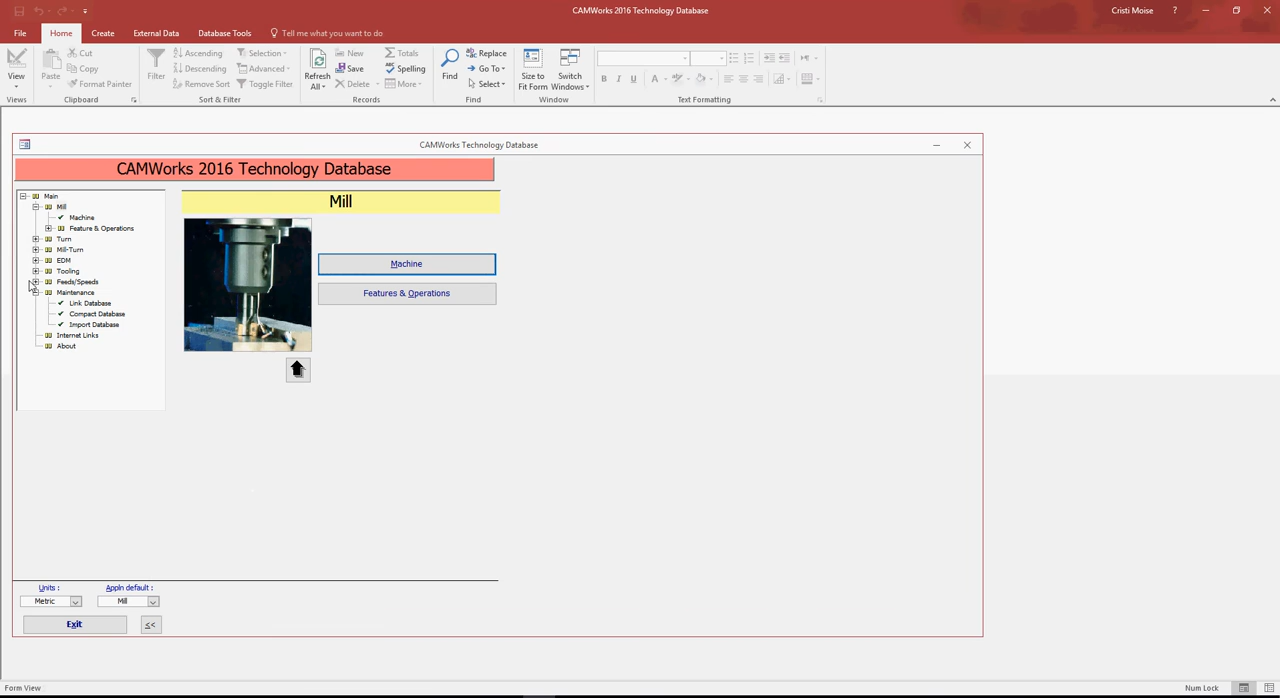 CAMWorks 2016 Technology Database
Cristi Moise ?
File Home Create External Data Database Tools Tell me what you want to do
View
Views
Paste
Cut
Copy
Format Painter
Clipboard
Filter
Ascending
Descending
Remove Sort
Selection
Advanced
Toggle Filter
Sort & Filter
Refresh
All
New
Save
Delete
Totals
Spelling
More
Records
Find
Replace
Go To
Select
Find
Size to
Fit Form
Switch
Windows
Window
B I U A
Text Formatting
CAMWorks Technology Database
CAMWorks 2016 Technology Database
Main
Mill
Machine
Feature & Operations
Turn
Mill-Turn
EDM
Tooling
Feeds/Speeds
Maintenance
Link Database
Compact Database
Import Database
Internet Links
About
Mill
Machine
Features & Operations
Units :
Metric
Appln default :
Mill
Exit
<<
Form View
Num Lock